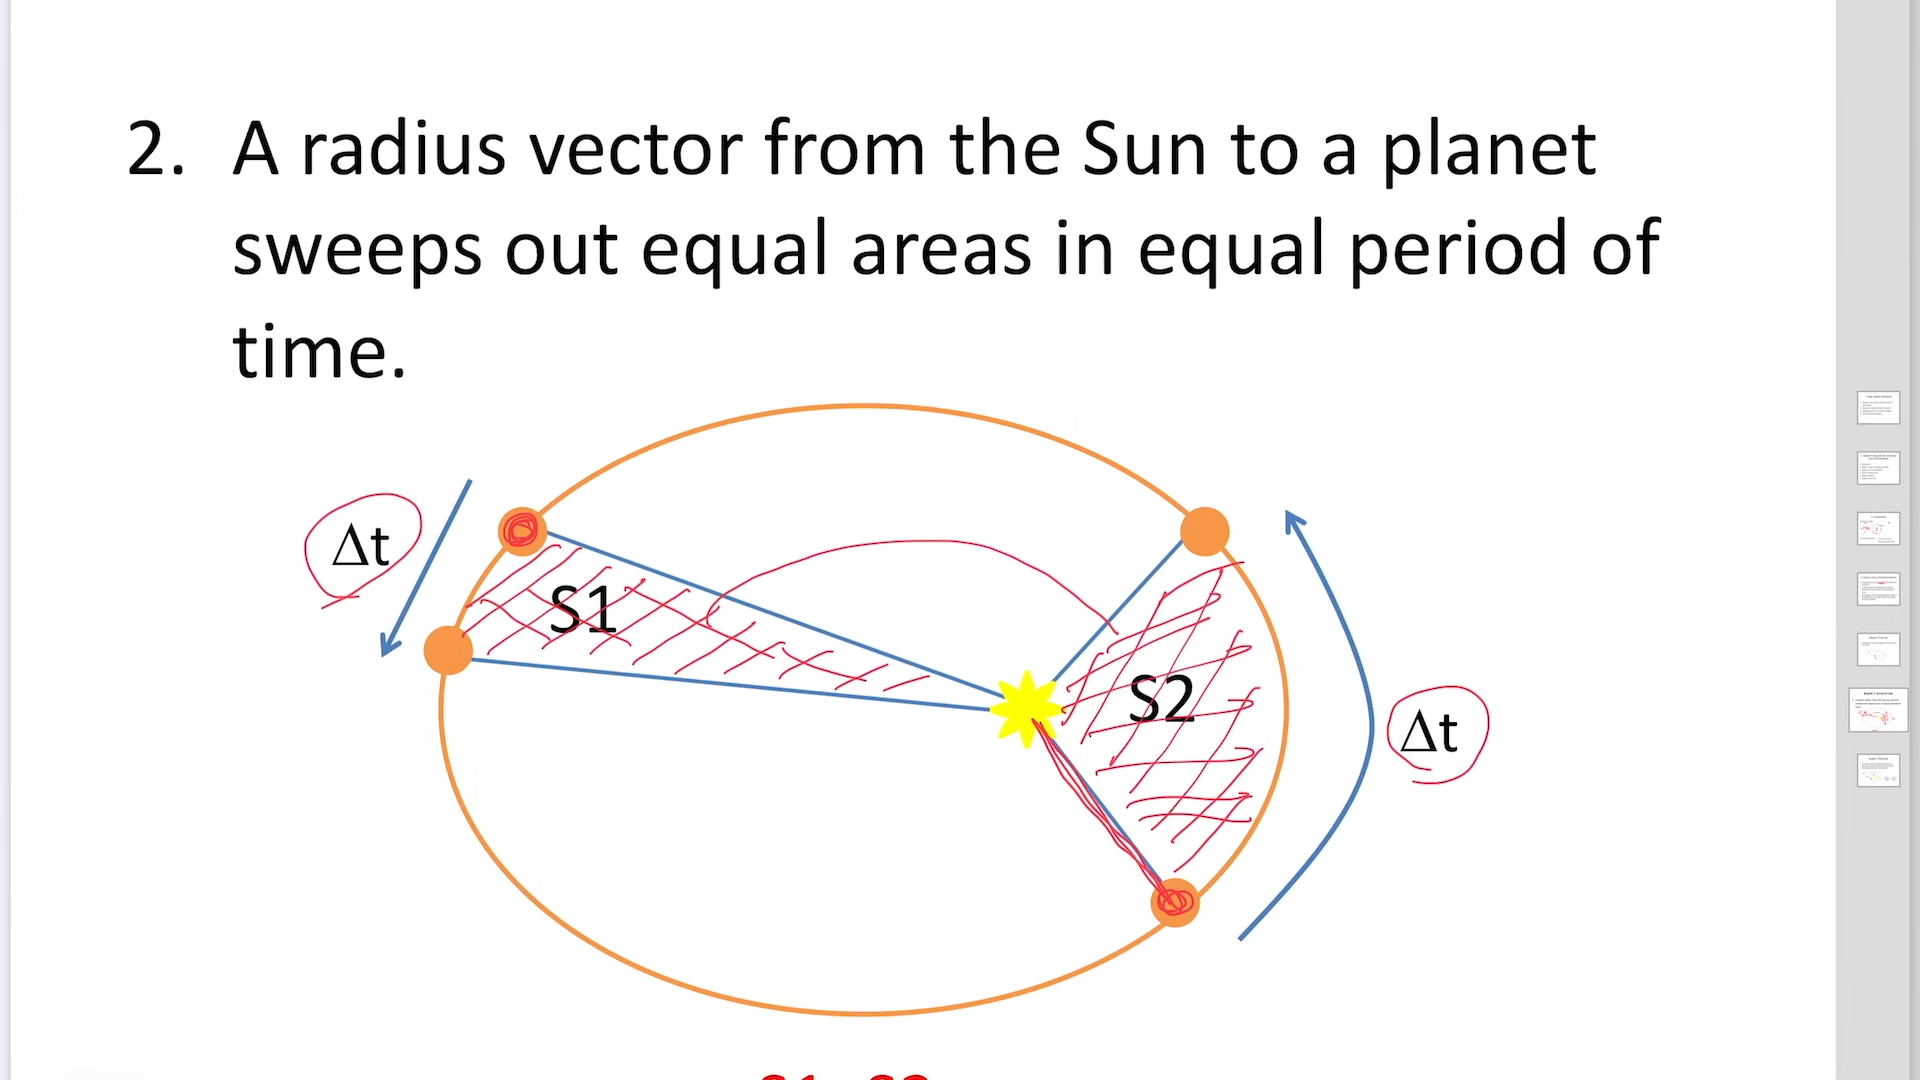 2. A radius vector from the Sun to a planet
sweeps out equal areas in equal period of
time.
Δt
S1
S2
Δt